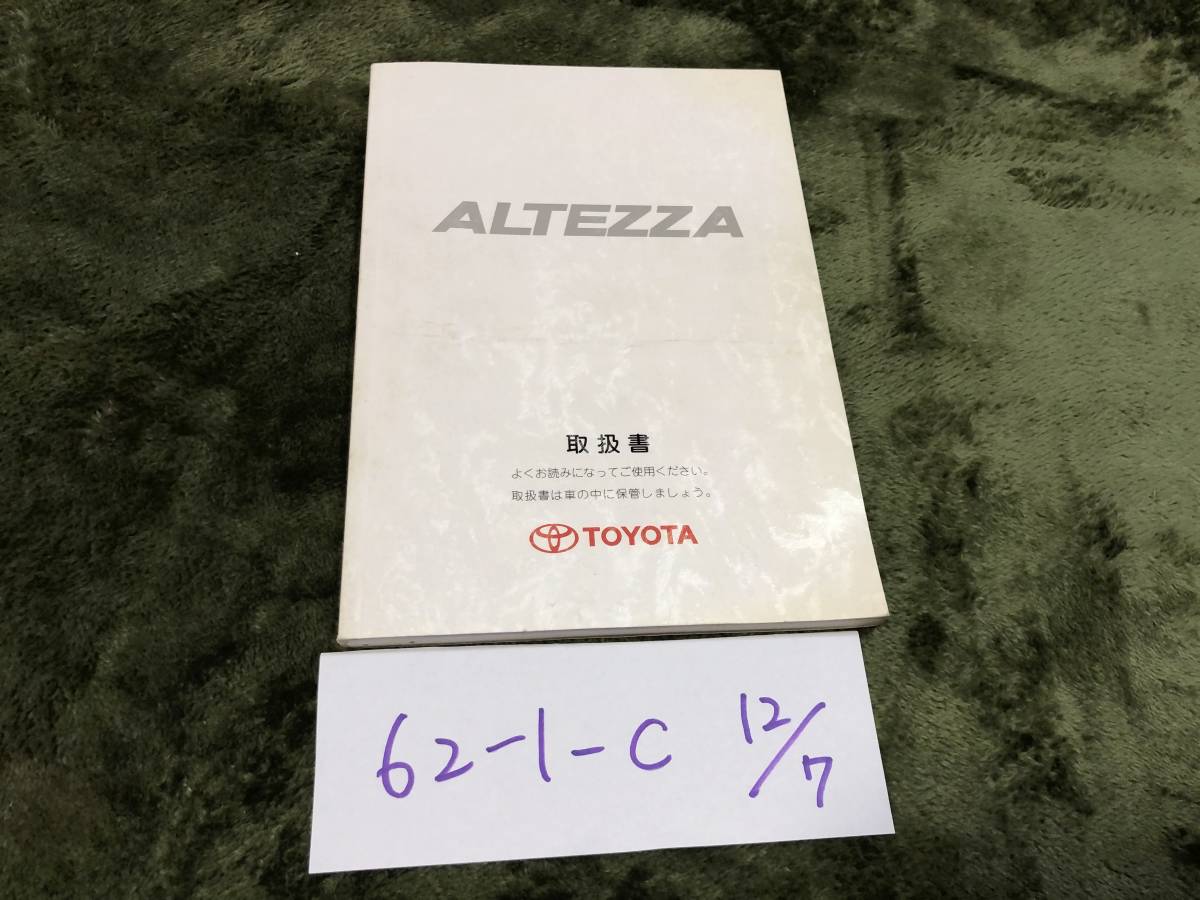 ALTEZZA
取扱書
よくお読みになってご使用ください。
取扱書は車の中に保管しましょう。
TOYOTA
62-1-C 12/7